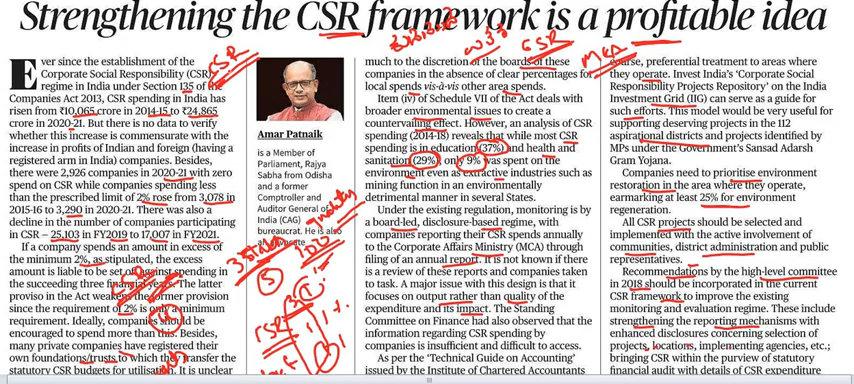 Strengthening the CSR framework is a profitable idea
Ever since the establishment of the
Corporate Social Responsibility (CSR)
regime in India under Section 135 of the
Companies Act 2013, CSR spending in India has
risen from ₹10,065 crore in 2014-15 to ₹24,865
crore in 2020-21. But there is no data to verify
whether this increase is commensurate with the
increase in profits of Indian and foreign (having a
registered arm in India) companies. Besides,
there were 2,926 companies in 2020-21 with zero
spend on CSR while companies spending less
than the prescribed limit of 2% rose from 3,078 in
2015-16 to 3,290 in 2020-21. There was also a
decline in the number of companies participating
in CSR – 25,103 in FY2019 to 17,007 in FY2021.
If a company spends an amount in excess of
the minimum 2%, as stipulated, the excess
amount is liable to be set against spending in
the succeeding three financial years. The latter
proviso in the Act weakens the former provision
since the requirement of 2% is only a minimum
requirement. Ideally, companies should be
encouraged to spend more than this. Besides,
many private companies have registered their
own foundations/trusts to which they transfer the
statutory CSR budgets for utilisation. It is unclear
CSR
Amar Patnaik
is a Member of
Parliament, Rajya
Sabha from Odisha
and a former
Comptroller and
Auditor General of
India (CAG)
bureaucrat. He is also
an advocate
quality
CSR
much to the discretion of the boards of these
companies in the absence of clear percentages for
local spends vis-à-vis other area spends.
Item (iv) of Schedule VII of the Act deals with
broader environmental issues to create a
countervailing effect. However, an analysis of CSR
spending (2014-18) reveals that while most CSR
spending is in education (37%) and health and
sanitation (29%), only 9% was spent on the
environment even as extractive industries such as
mining function in an environmentally
detrimental manner in several States.
Under the existing regulation, monitoring is by
a board-led, disclosure-based regime, with
companies reporting their CSR spends annually
to the Corporate Affairs Ministry (MCA) through
filing of an annual report. It is not known if there
is a review of these reports and companies taken
to task. A major issue with this design is that it
focuses on output rather than quality of the
expenditure and its impact. The Standing
Committee on Finance had also observed that the
information regarding CSR spending by
companies is insufficient and difficult to access.
As per the 'Technical Guide on Accounting'
issued by the Institute of Chartered Accountants
CSR
MCA
course, preferential treatment to areas where
they operate. Invest India's 'Corporate Social
Responsibility Projects Repository' on the India
Investment Grid (IIG) can serve as a guide for
such efforts. This model would be very useful for
supporting deserving projects in the 112
aspirational districts and projects identified by
MPs under the Government's Sansad Adarsh
Gram Yojana.
Companies need to prioritise environment
restoration in the area where they operate,
earmarking at least 25% for environment
regeneration.
All CSR projects should be selected and
implemented with the active involvement of
communities, district administration and public
representatives.
Recommendations by the high-level committee
in 2018 should be incorporated in the current
CSR framework to improve the existing
monitoring and evaluation regime. These include
strengthening the reporting mechanisms with
enhanced disclosures concerning selection of
projects, locations, implementing agencies, etc.;
bringing CSR within the purview of statutory
financial audit with details of CSR expenditure